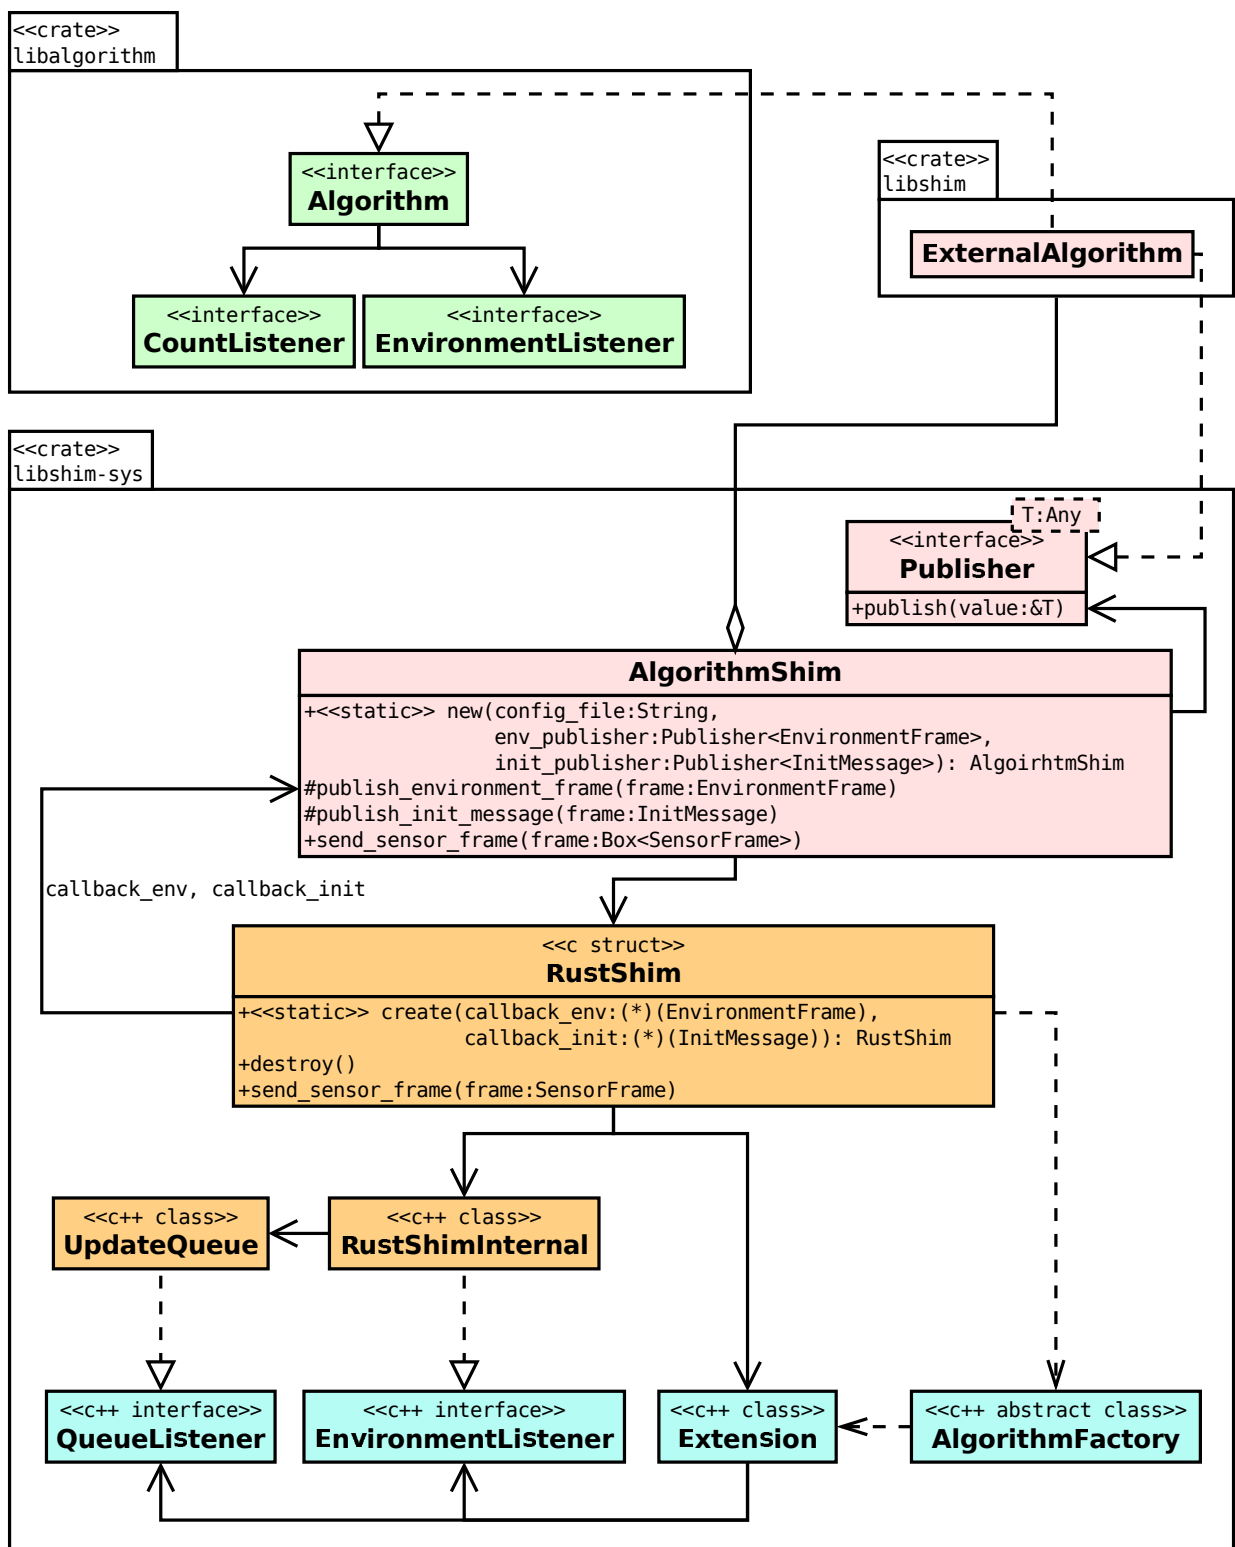 <<crate>>
libalgorithm
<<interface>>
Algorithm
<<interface>>
CountListener
<<interface>>
EnvironmentListener
<<crate>>
libshim
ExternalAlgorithm
<<crate>>
libshim-sys
T:Any
<<interface>>
Publisher
+publish(value:&T)
AlgorithmShim
+<<static>> new(config_file:String,
env_publisher:Publisher<EnvironmentFrame>,
init_publisher:Publisher<InitMessage>): AlgoirhtmShim
#publish_environment_frame(frame:EnvironmentFrame)
#publish_init_message(frame:InitMessage)
+send_sensor_frame(frame:Box<SensorFrame>)
callback_env, callback_init
<<c struct>>
RustShim
+<<static>> create(callback_env:(*)(EnvironmentFrame),
callback_init:(*)(InitMessage)): RustShim
+destroy()
+send_sensor_frame(frame:SensorFrame)
<<c++ class>>
UpdateQueue
<<c++ class>>
RustShimInternal
<<c++ interface>>
QueueListener
<<c++ interface>>
EnvironmentListener
<<c++ class>>
Extension
<<c++ abstract class>>
AlgorithmFactory